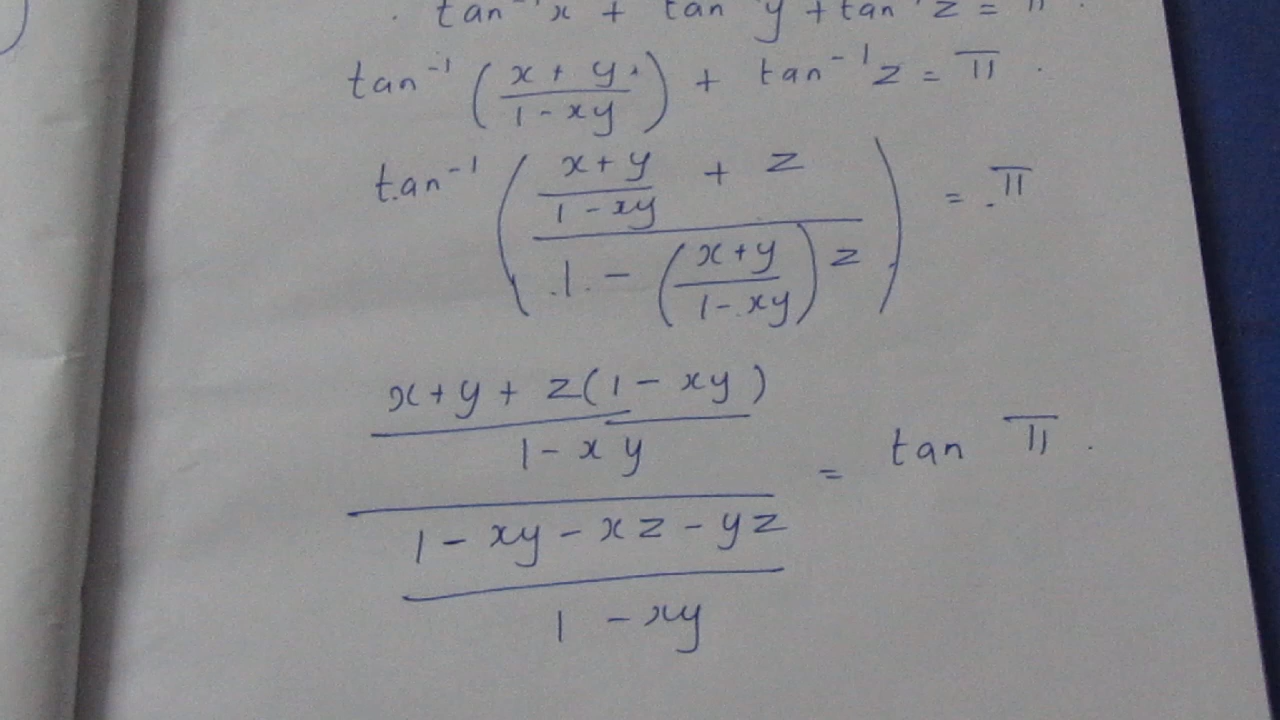 tan⁻¹x + tan⁻¹y + tan⁻¹z = π.
tan⁻¹ ((x + y)/(1 - xy)) + tan⁻¹z = π.
tan⁻¹ (((x + y)/(1 - xy) + z)/(1 - ((x + y)/(1 - xy)) z)) = π
((x + y + z(1 - xy))/(1 - xy))/((1 - xy - xz - yz)/(1 - xy)) = tan π.